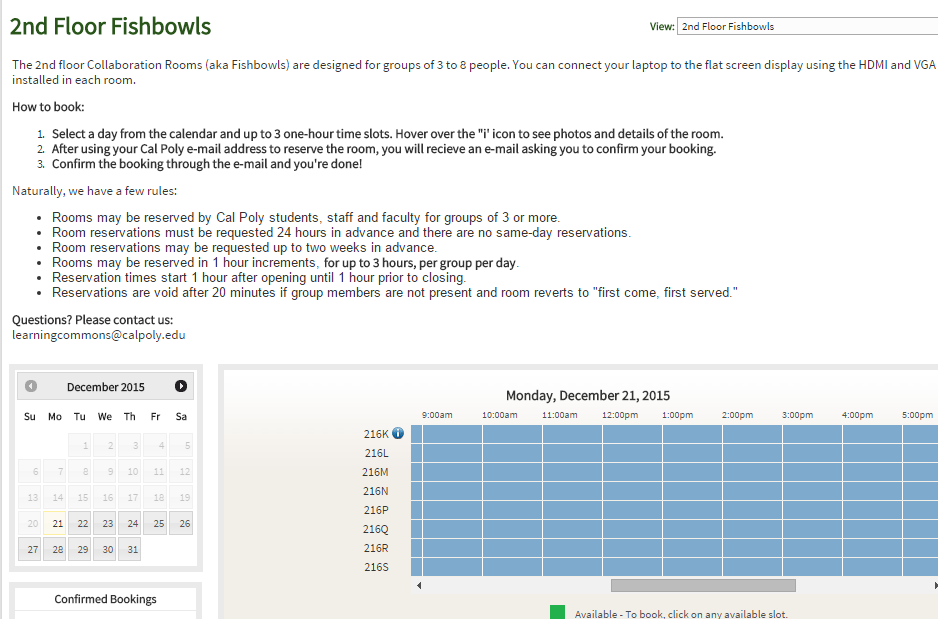 2nd Floor Fishbowls
View: 2nd Floor Fishbowls
The 2nd floor Collaboration Rooms (aka Fishbowls) are designed for groups of 3 to 8 people. You can connect your laptop to the flat screen display using the HDMI and VGA
installed in each room.
How to book:
1. Select a day from the calendar and up to 3 one-hour time slots. Hover over the "i' icon to see photos and details of the room.
2. After using your Cal Poly e-mail address to reserve the room, you will recieve an e-mail asking you to confirm your booking.
3. Confirm the booking through the e-mail and you're done!
Naturally, we have a few rules:
• Rooms may be reserved by Cal Poly students, staff and faculty for groups of 3 or more.
• Room reservations must be requested 24 hours in advance and there are no same-day reservations.
• Room reservations may be requested up to two weeks in advance.
• Rooms may be reserved in 1 hour increments, for up to 3 hours, per group per day.
• Reservation times start 1 hour after opening until 1 hour prior to closing.
• Reservations are void after 20 minutes if group members are not present and room reverts to "first come, first served."
Questions? Please contact us:
learningcommons@calpoly.edu
December 2015
Su Mo Tu We Th Fr Sa
1 2 3 4 5
6 7 8 9 10 11 12
13 14 15 16 17 18 19
20 21 22 23 24 25 26
27 28 29 30 31
Confirmed Bookings
Monday, December 21, 2015
9:00am 10:00am 11:00am 12:00pm 1:00pm 2:00pm 3:00pm 4:00pm 5:00pm
216K i
216L
216M
216N
216P
216Q
216R
216S
Available - To book, click on any available slot.